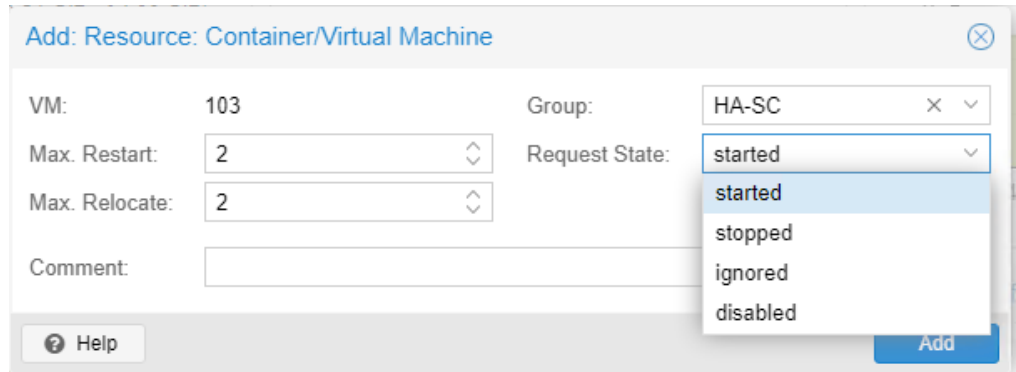 Add: Resource: Container/Virtual Machine
VM: 103 Group: HA-SC
Max. Restart: 2 Request State: started
Max. Relocate: 2
started
stopped
ignored
disabled
Comment:
Help Add